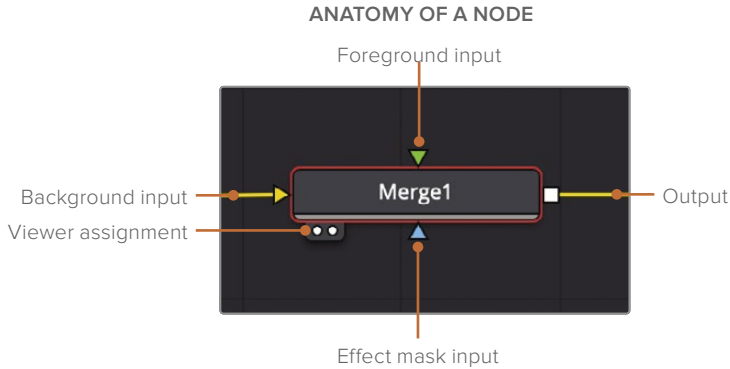 ANATOMY OF A NODE
Foreground input
Background input
Merge1
Output
Viewer assignment
Effect mask input